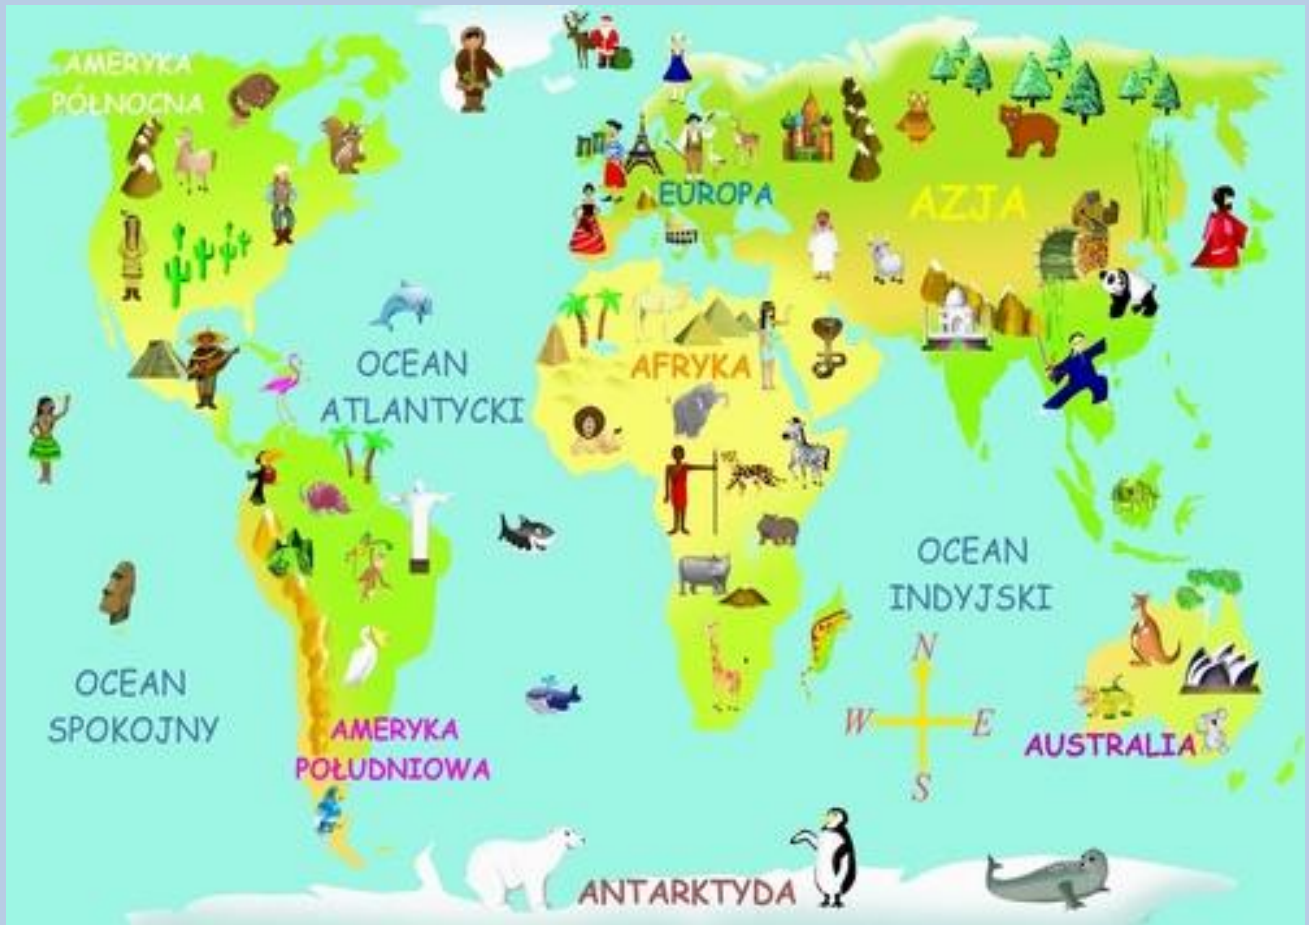 AMERYKA
PÓŁNOCNA
EUROPA
AZJA
OCEAN
ATLANTYCKI
AFRYKA
OCEAN
INDYJSKI
N
W E
S
OCEAN
SPOKOJNY
AMERYKA
POŁUDNIOWA
AUSTRALIA
ANTARKTYDA